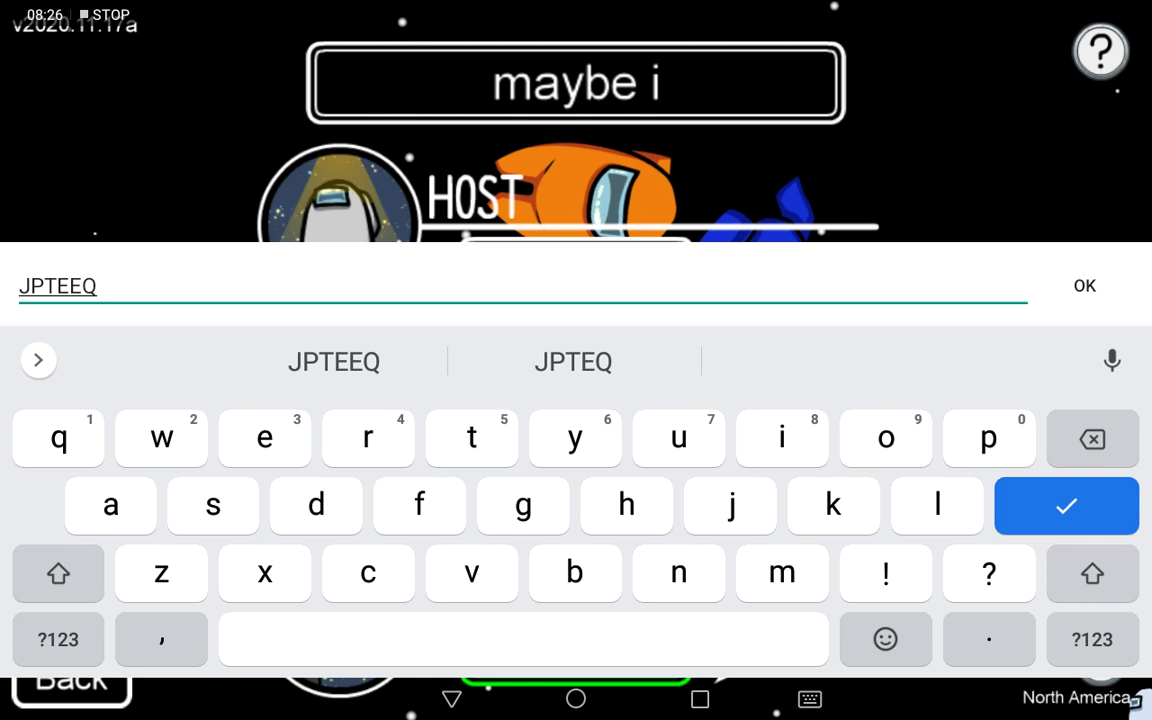 08:26 STOP
v2020.11.17a
?
maybe i
HOST
JPTEEQ
OK
JPTEEQ JPTEQ
q 1 w 2 e 3 r 4 t 5 y 6 u 7 i 8 o 9 p 0
a s d f g h j k l
z x c v b n m ! ?
?123 , . ?123
Back
North America